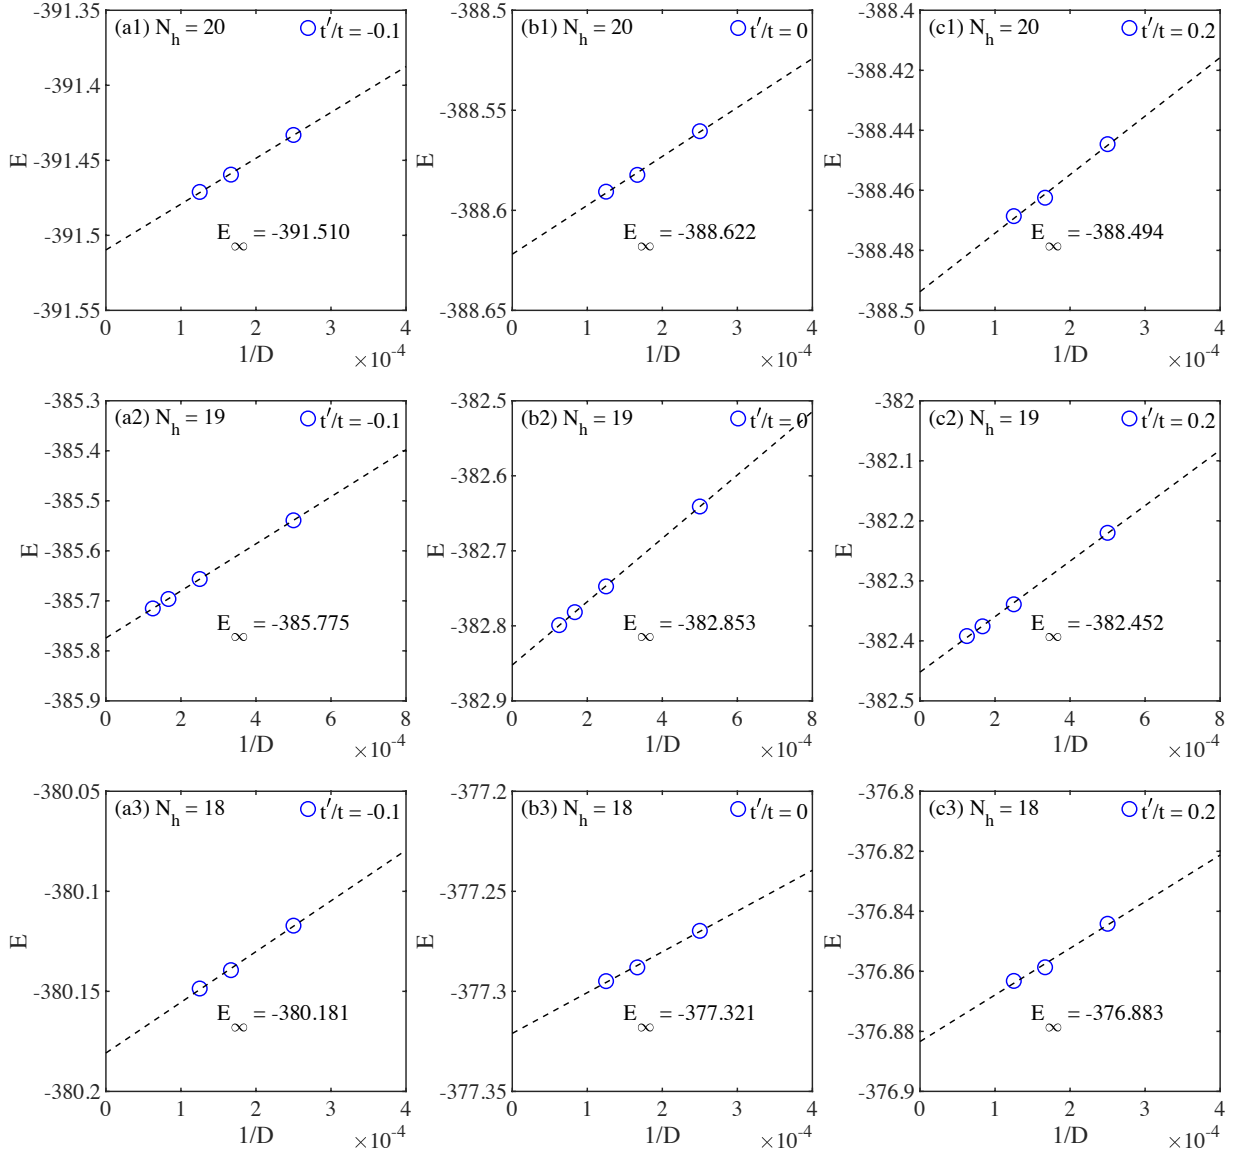 (a1) N_h = 20
t′/t = -0.1
-391.35
-391.4
-391.45
-391.5
-391.55
E
E_∞ = -391.510
0 1 2 3 4
1/D
×10^-4
(b1) N_h = 20
t′/t = 0
-388.5
-388.55
-388.6
-388.65
E
E_∞ = -388.622
0 1 2 3 4
1/D
×10^-4
(c1) N_h = 20
t′/t = 0.2
-388.4
-388.42
-388.44
-388.46
-388.48
-388.5
E
E_∞ = -388.494
0 1 2 3 4
1/D
×10^-4
(a2) N_h = 19
t′/t = -0.1
-385.3
-385.4
-385.5
-385.6
-385.7
-385.8
-385.9
E
E_∞ = -385.775
0 2 4 6 8
1/D
×10^-4
(b2) N_h = 19
t′/t = 0
-382.5
-382.6
-382.7
-382.8
-382.9
E
E_∞ = -382.853
0 2 4 6 8
1/D
×10^-4
(c2) N_h = 19
t′/t = 0.2
-382
-382.1
-382.2
-382.3
-382.4
-382.5
E
E_∞ = -382.452
0 2 4 6 8
1/D
×10^-4
(a3) N_h = 18
t′/t = -0.1
-380.05
-380.1
-380.15
-380.2
E
E_∞ = -380.181
0 1 2 3 4
1/D
×10^-4
(b3) N_h = 18
t′/t = 0
-377.2
-377.25
-377.3
-377.35
E
E_∞ = -377.321
0 1 2 3 4
1/D
×10^-4
(c3) N_h = 18
t′/t = 0.2
-376.8
-376.82
-376.84
-376.86
-376.88
-376.9
E
E_∞ = -376.883
0 1 2 3 4
1/D
×10^-4